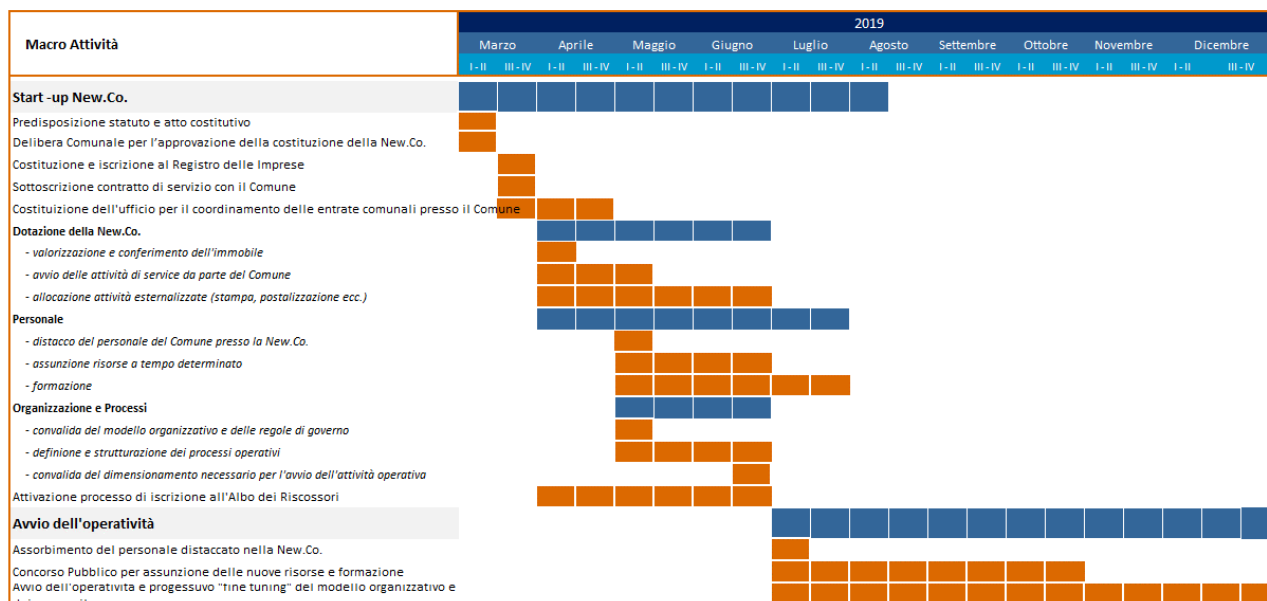 2019
Macro Attività
Marzo Aprile Maggio Giugno Luglio Agosto Settembre Ottobre Novembre Dicembre
I - II III - IV I - II III - IV I - II III - IV I - II III - IV I - II III - IV I - II III - IV I - II III - IV I - II III - IV I - II III - IV I - II III - IV
Start -up New.Co.
Predisposizione statuto e atto costitutivo
Delibera Comunale per l'approvazione della costituzione della New.Co.
Costituzione e iscrizione al Registro delle Imprese
Sottoscrizione contratto di servizio con il Comune
Costituizione dell'ufficio per il coordinamento delle entrate comunali presso il Comune
Dotazione della New.Co.
- valorizzazione e conferimento dell'immobile
- avvio delle attività di service da parte del Comune
- allocazione attività esternalizzate (stampa, postalizzazione ecc.)
Personale
- distacco del personale del Comune presso la New.Co.
- assunzione risorse a tempo determinato
- formazione
Organizzazione e Processi
- convalida del modello organizzativo e delle regole di governo
- definione e strutturazione dei processi operativi
- convalida del dimensionamento necessario per l'avvio dell'attività operativa
Attivazione processo di iscrizione all'Albo dei Riscossori
Avvio dell'operatività
Assorbimento del personale distaccato nella New.Co.
Concorso Pubblico per assunzione delle nuove risorse e formazione
Avvio dell'operatività e progessuvo "fine tuning" del modello organizzativo e